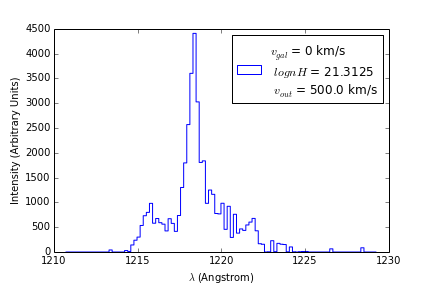 4500
4000
3500
3000
2500
2000
1500
1000
500
0
Intensity (Arbitrary Units)
v_gal = 0 km/s
lognH = 21.3125
v_out = 500.0 km/s
1210 1215 1220 1225 1230
λ (Angstrom)